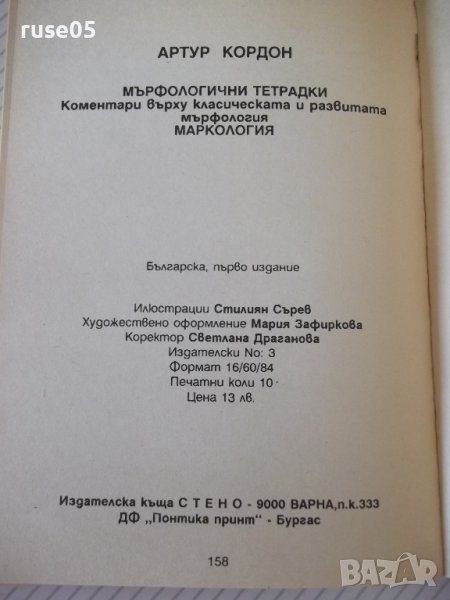 ruse05
АРТУР КОРДОН
МЪРФОЛОГИЧНИ ТЕТРАДКИ
Коментари върху класическата и развитата
мърфология
МАРКОЛОГИЯ
Българска, първо издание
Илюстрации Стилиян Сърев
Художествено оформление Мария Зафиркова
Коректор Светлана Драганова
Издателски No: 3
Формат 16/60/84
Печатни коли 10
Цена 13 лв.
Издателска къща С Т Е Н О - 9000 ВАРНА, п.к.333
ДФ „Понтика принт" - Бургас
158
BAZAR
bg